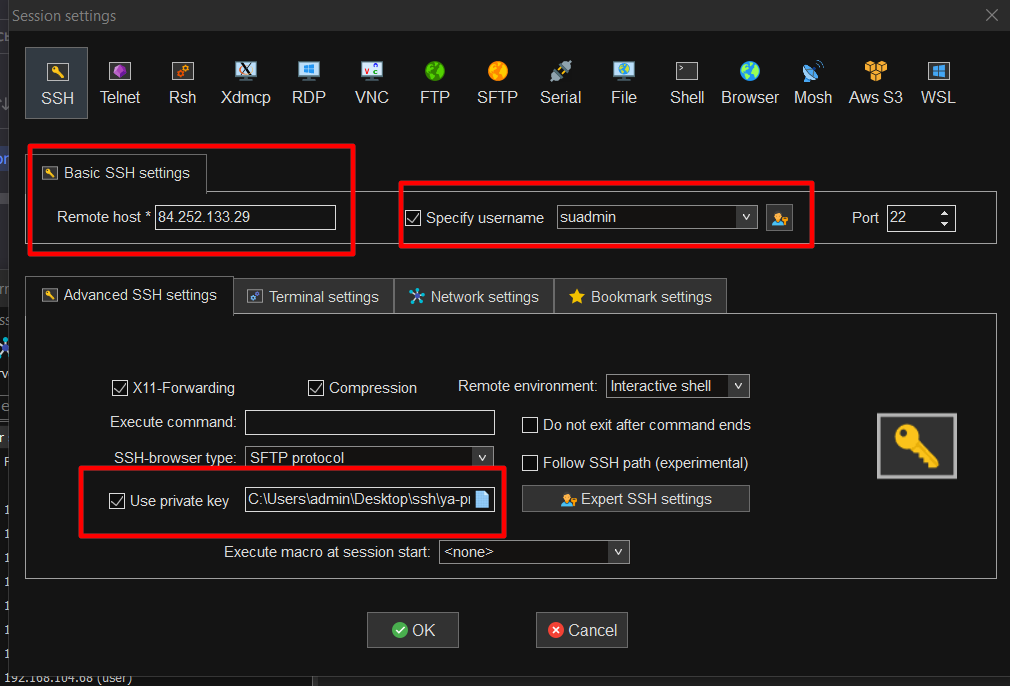 Session settings
SSH Telnet Rsh Xdmcp RDP VNC FTP SFTP Serial File Shell Browser Mosh Aws S3 WSL
Basic SSH settings
Remote host * 84.252.133.29 Specify username suadmin Port 22
Advanced SSH settings Terminal settings Network settings Bookmark settings
X11-Forwarding Compression Remote environment: Interactive shell
Execute command: Do not exit after command ends
SSH-browser type: SFTP protocol Follow SSH path (experimental)
Use private key C:\Users\admin\Desktop\ssh\ya-pr Expert SSH settings
Execute macro at session start: <none>
OK Cancel
192.168.104.68 (user)